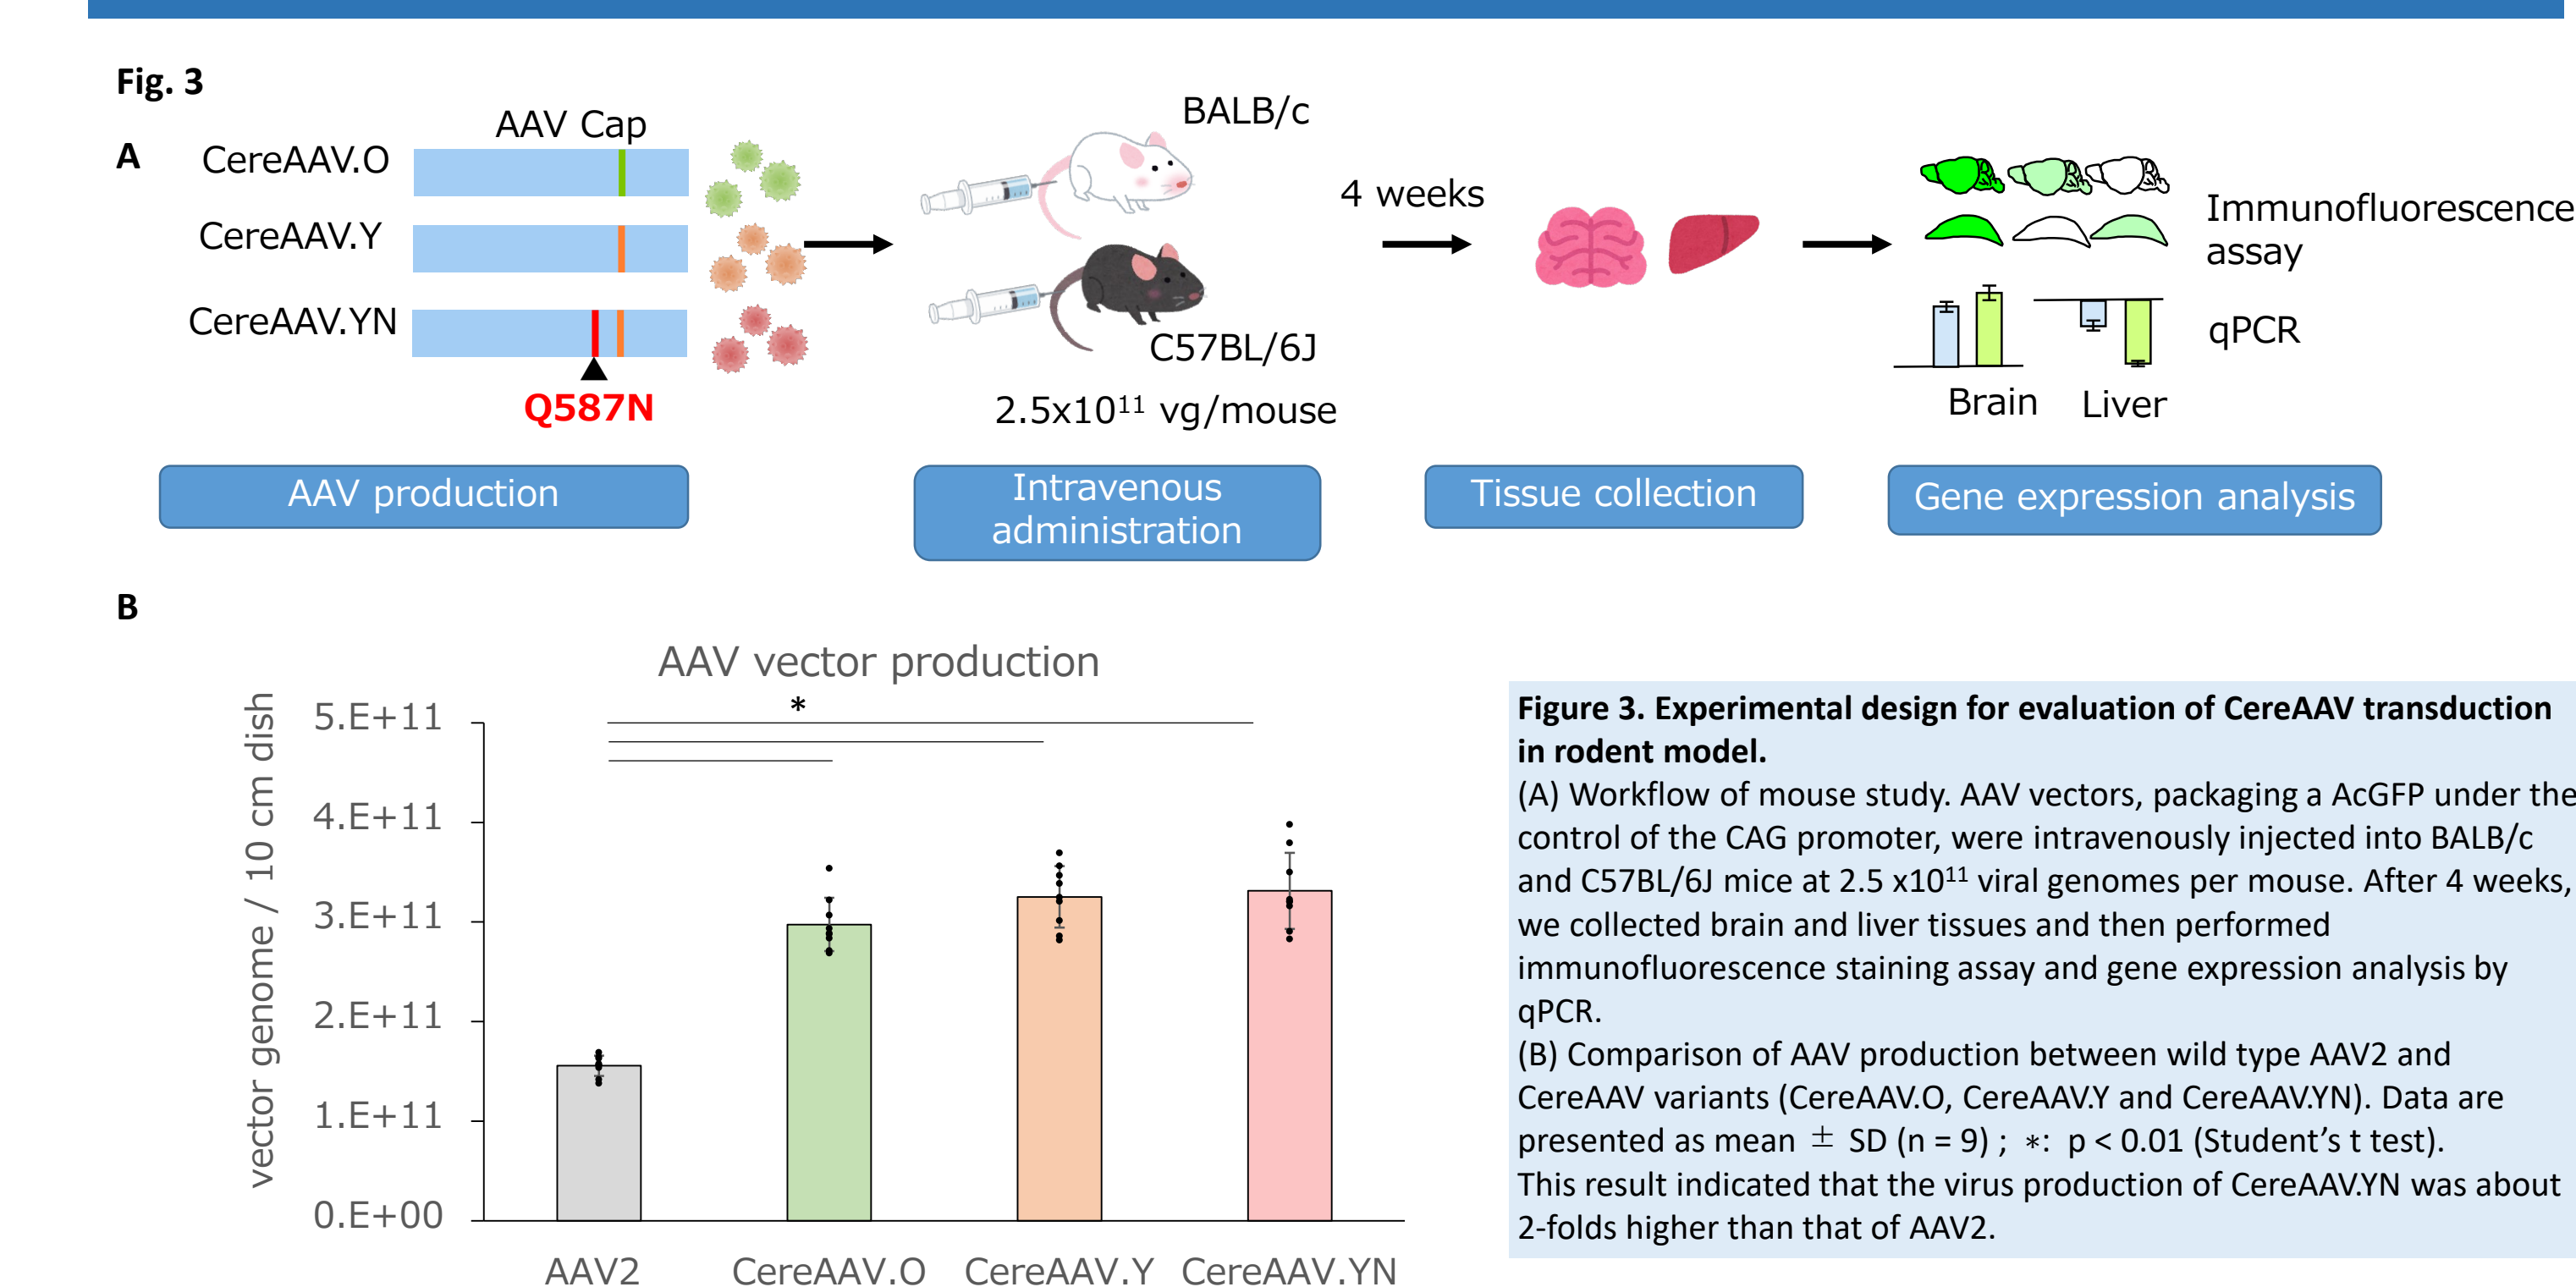 Fig. 3
A
AAV Cap
CereAAV.O
CereAAV.Y
CereAAV.YN
Q587N
BALB/c
C57BL/6J
2.5x10¹¹ vg/mouse
4 weeks
Immunofluorescence
assay
qPCR
Brain
Liver
AAV production
Intravenous
administration
Tissue collection
Gene expression analysis
B
AAV vector production
*
vector genome / 10 cm dish
5.E+11
4.E+11
3.E+11
2.E+11
1.E+11
0.E+00
AAV2
CereAAV.O
CereAAV.Y
CereAAV.YN
Figure 3. Experimental design for evaluation of CereAAV transduction
in rodent model.
(A) Workflow of mouse study. AAV vectors, packaging a AcGFP under the
control of the CAG promoter, were intravenously injected into BALB/c
and C57BL/6J mice at 2.5 x10¹¹ viral genomes per mouse. After 4 weeks,
we collected brain and liver tissues and then performed
immunofluorescence staining assay and gene expression analysis by
qPCR.
(B) Comparison of AAV production between wild type AAV2 and
CereAAV variants (CereAAV.O, CereAAV.Y and CereAAV.YN). Data are
presented as mean ± SD (n = 9) ; *: p < 0.01 (Student’s t test).
This result indicated that the virus production of CereAAV.YN was about
2-folds higher than that of AAV2.